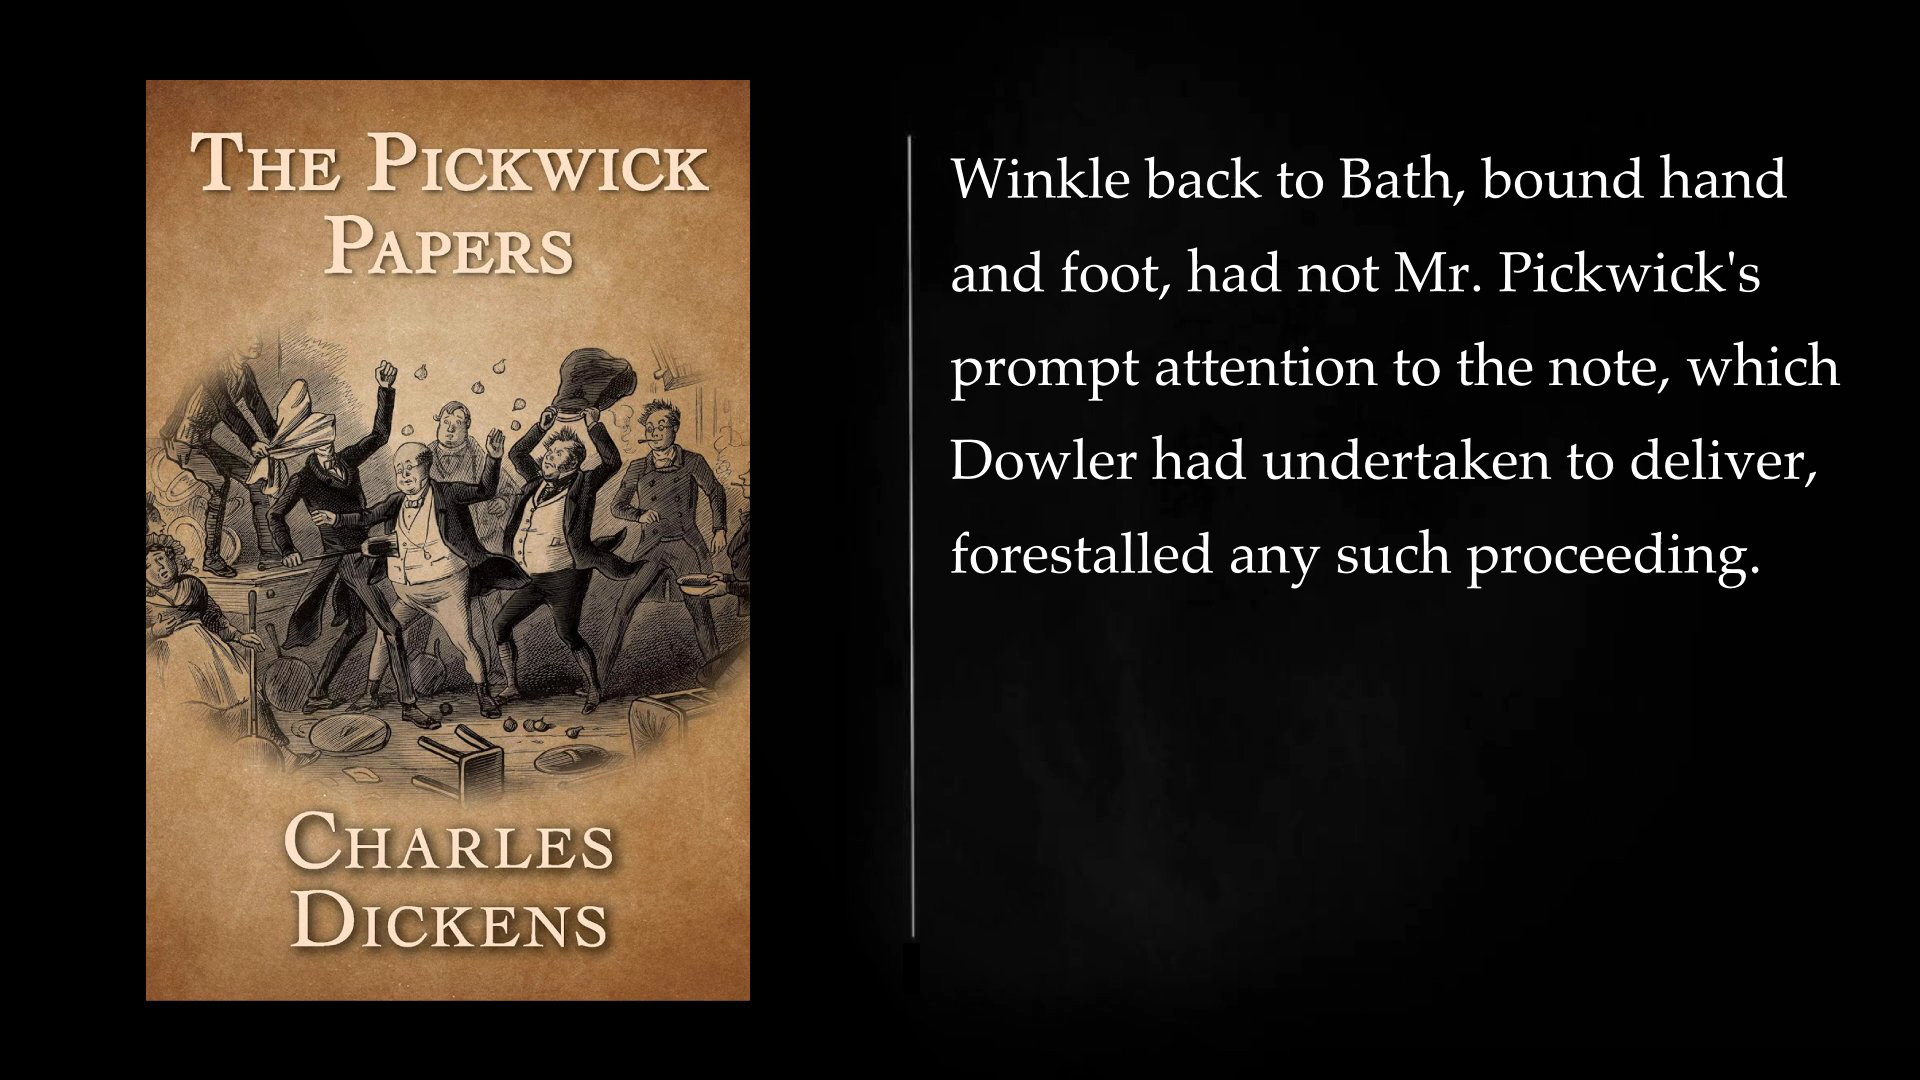 THE PICKWICK
PAPERS
CHARLES
DICKENS
Winkle back to Bath, bound hand
and foot, had not Mr. Pickwick's
prompt attention to the note, which
Dowler had undertaken to deliver,
forestalled any such proceeding.